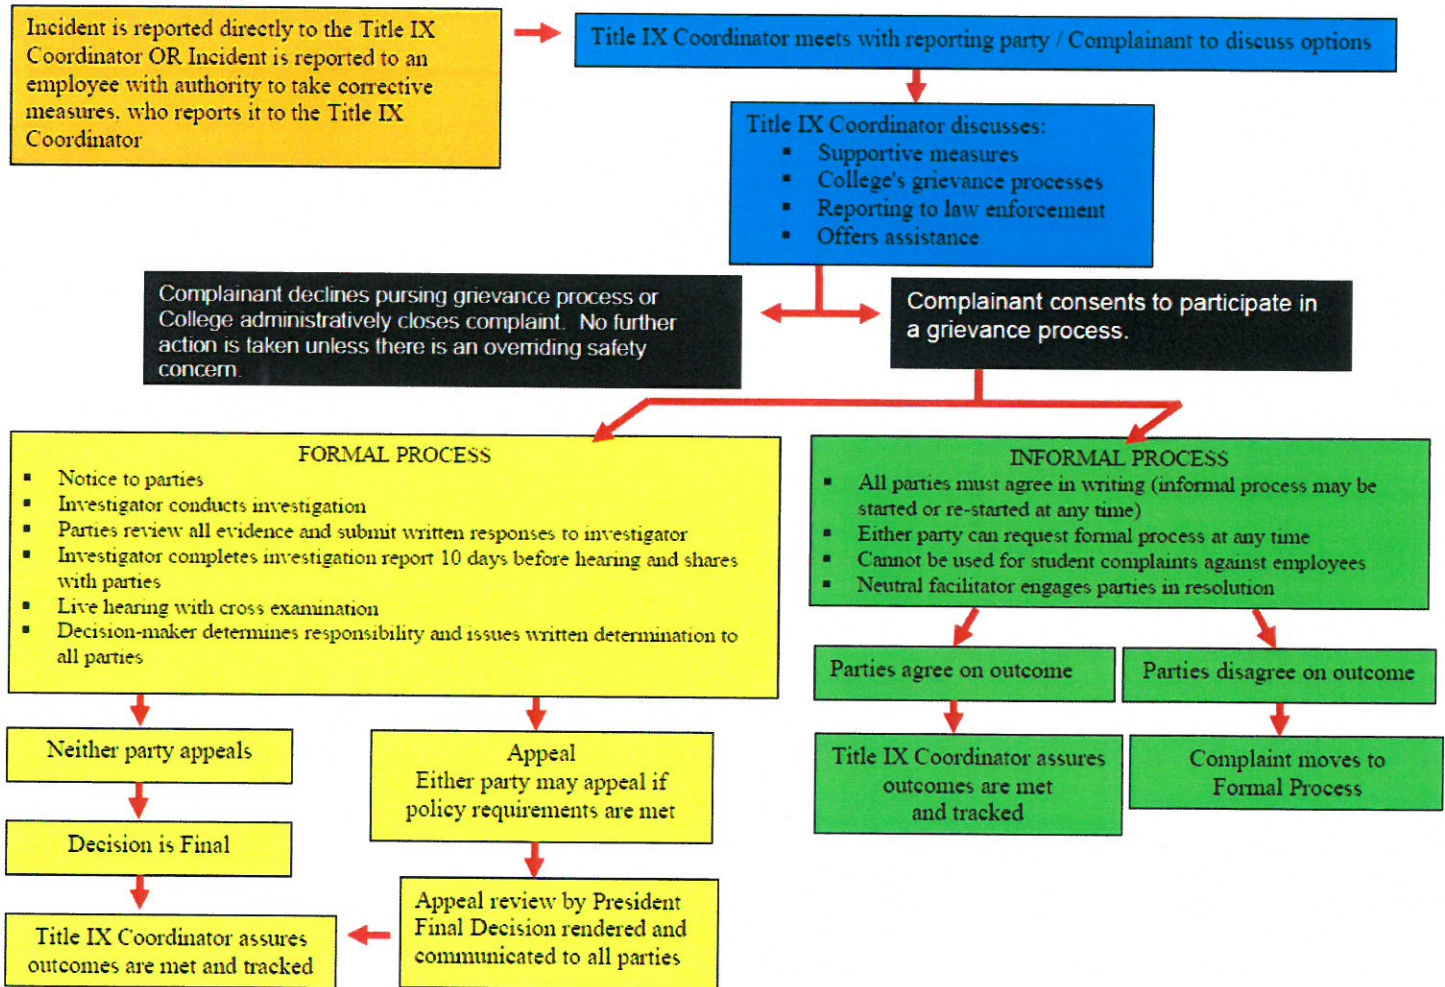 Incident is reported directly to the Title IX
Coordinator OR Incident is reported to an
employee with authority to take corrective
measures, who reports it to the Title IX
Coordinator
Title IX Coordinator meets with reporting party / Complainant to discuss options
Title IX Coordinator discusses:
▪ Supportive measures
▪ College's grievance processes
▪ Reporting to law enforcement
▪ Offers assistance
Complainant declines pursing grievance process or
College administratively closes complaint. No further
action is taken unless there is an overriding safety
concern.
Complainant consents to participate in
a grievance process.
FORMAL PROCESS
▪ Notice to parties
▪ Investigator conducts investigation
▪ Parties review all evidence and submit written responses to investigator
▪ Investigator completes investigation report 10 days before hearing and shares
with parties
▪ Live hearing with cross examination
▪ Decision-maker determines responsibility and issues written determination to
all parties
INFORMAL PROCESS
▪ All parties must agree in writing (informal process may be
started or re-started at any time)
▪ Either party can request formal process at any time
▪ Cannot be used for student complaints against employees
▪ Neutral facilitator engages parties in resolution
Parties agree on outcome
Parties disagree on outcome
Title IX Coordinator assures
outcomes are met
and tracked
Complaint moves to
Formal Process
Neither party appeals
Appeal
Either party may appeal if
policy requirements are met
Decision is Final
Appeal review by President
Final Decision rendered and
communicated to all parties
Title IX Coordinator assures
outcomes are met and tracked